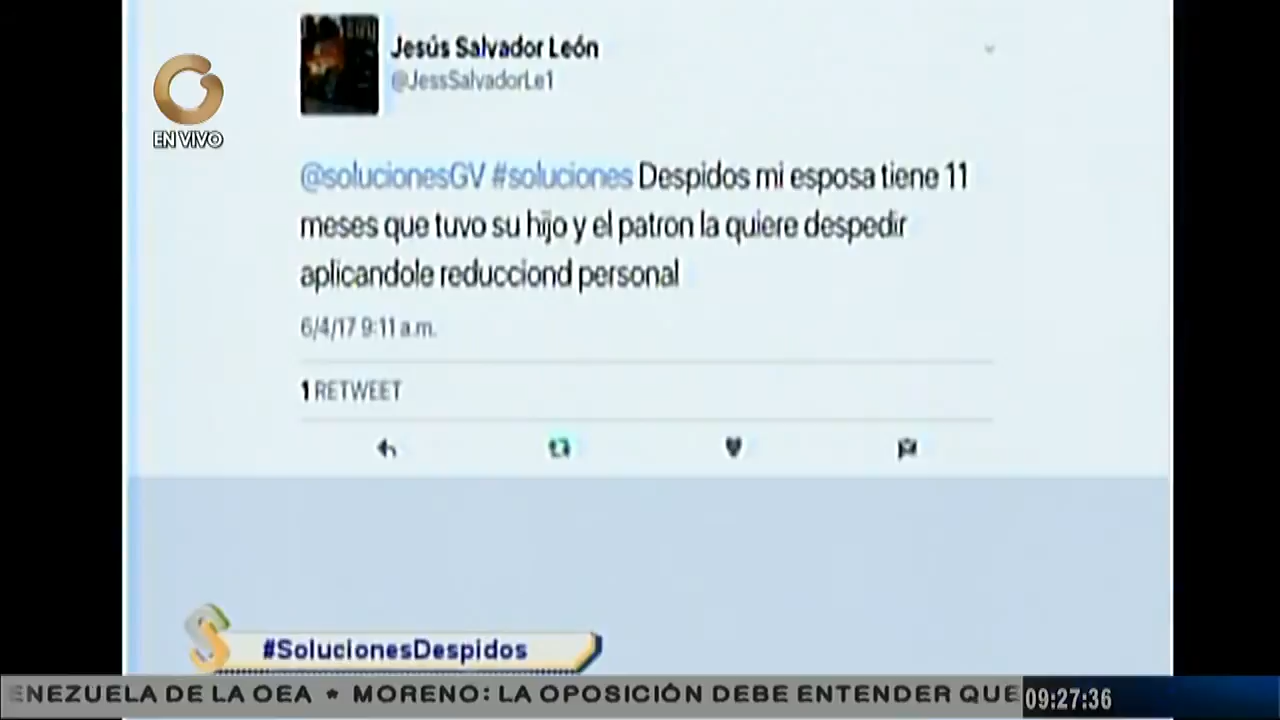 Jesús Salvador León
@JessSalvadorLe1
EN VIVO
@solucionesGV #soluciones Despidos mi esposa tiene 11
meses que tuvo su hijo y el patron la quiere despedir
aplicandole reducciond personal
6/4/17 9:11 a.m.
1 RETWEET
#SolucionesDespidos
ENEZUELA DE LA OEA * MORENO: LA OPOSICIÓN DEBE ENTENDER QUE
09:27:36